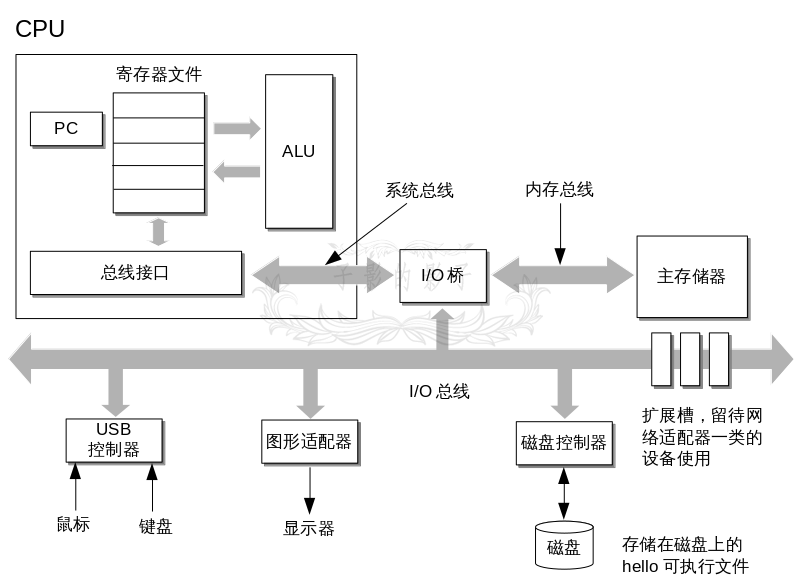 CPU
寄存器文件
PC
ALU
系统总线
内存总线
总线接口
I/O 桥
主存储器
I/O 总线
扩展槽，留待网
络适配器一类的
设备使用
USB
控制器
图形适配器
磁盘控制器
鼠标
键盘
显示器
磁盘
存储在磁盘上的
hello 可执行文件